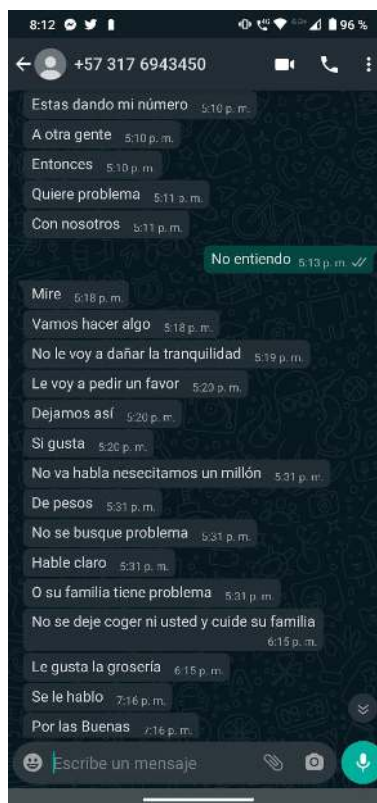 8:12
96 %
+57 317 6943450
Estas dando mi número 5:10 p. m.
A otra gente 5:10 p. m.
Entonces 5:10 p. m
Quiere problema 5:11 p. m.
Con nosotros 5:11 p. m.
No entiendo 5:13 p. m.
Mire 5:18 p. m.
Vamos hacer algo 5:18 p. m.
No le voy a dañar la tranquilidad 5:19 p. m.
Le voy a pedir un favor 5:20 p. m.
Dejamos así 5:20 p. m.
Si gusta 5:20 p. m.
No va habla nesecitamos un millón 5:31 p. m.
De pesos 5:31 p. m.
No se busque problema 5:31 p. m.
Hable claro 5:31 p. m.
O su familia tiene problema 5:31 p. m.
No se deje coger ni usted y cuide su familia
6:15 p. m.
Le gusta la grosería 6:15 p. m.
Se le hablo 7:16 p. m.
Por las Buenas 7:16 p. m.
Escribe un mensaje